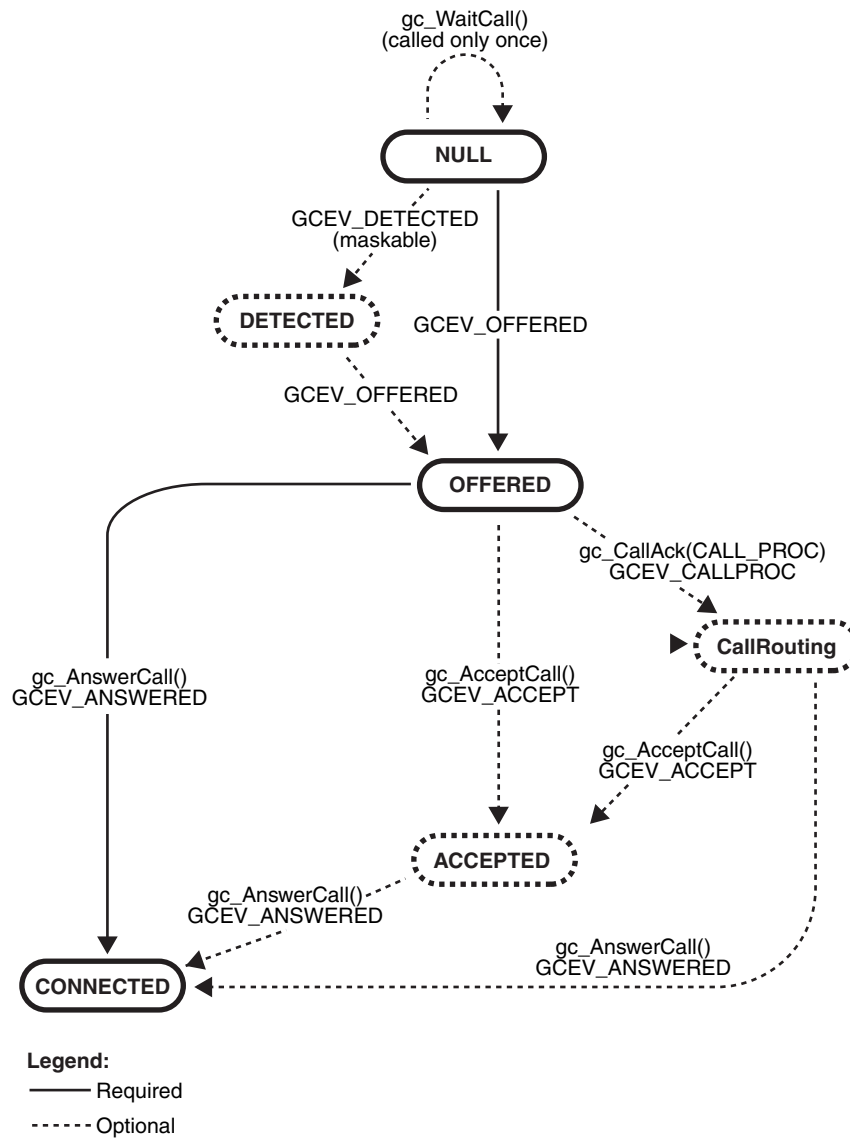 gc_WaitCall()
(called only once)
NULL
GCEV_DETECTED
(maskable)
DETECTED
GCEV_OFFERED
GCEV_OFFERED
OFFERED
gc_CallAck(CALL_PROC)
GCEV_CALLPROC
CallRouting
gc_AnswerCall()
GCEV_ANSWERED
gc_AcceptCall()
GCEV_ACCEPT
gc_AcceptCall()
GCEV_ACCEPT
ACCEPTED
gc_AnswerCall()
GCEV_ANSWERED
gc_AnswerCall()
GCEV_ANSWERED
CONNECTED
Legend:
Required
Optional